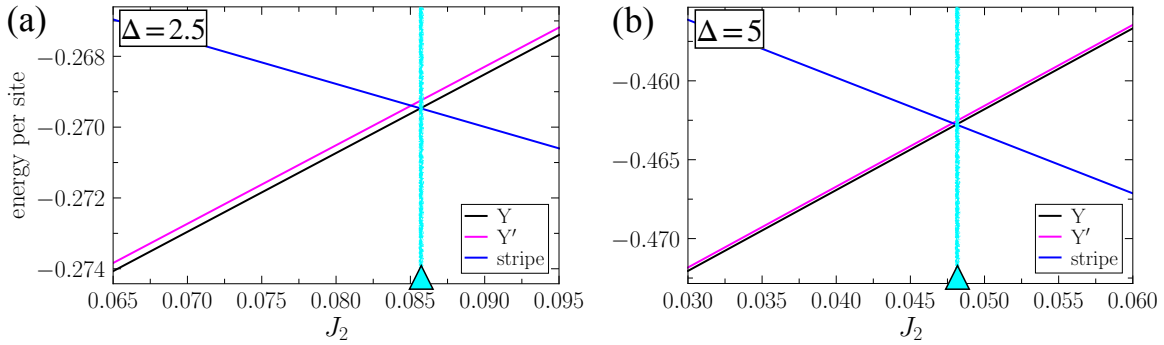 (a)
Δ = 2.5
energy per site
−0.268
−0.270
−0.272
−0.274
0.065 0.070 0.075 0.080 0.085 0.090 0.095
J₂
Y
Y′
stripe
(b)
Δ = 5
−0.460
−0.465
−0.470
0.030 0.035 0.040 0.045 0.050 0.055 0.060
J₂
Y
Y′
stripe